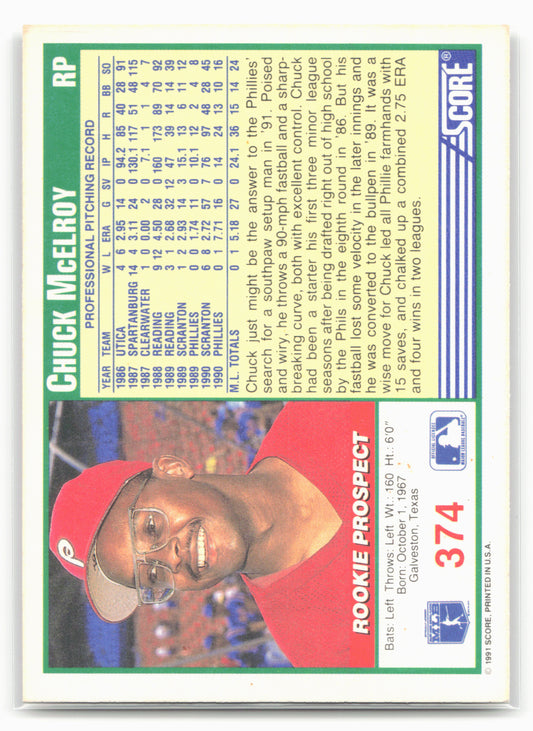 CHUCK McELROY RP
PROFESSIONAL PITCHING RECORD
YEAR TEAM W L ERA G SV IP H R BB SO
1986 UTICA 4 6 2.95 14 0 94.2 85 40 28 91
1987 SPARTANBURG 14 4 3.11 24 0 130.1 117 51 48 115
1987 CLEARWATER 1 0 0.00 2 0 7.1 1 1 4 7
1988 READING 9 12 4.50 28 0 160 173 89 70 92
1989 READING 3 1 2.68 32 12 47 39 14 14 39
1989 SCRANTON 1 2 2.93 14 3 15.1 13 6 11 12
1989 PHILLIES 0 0 1.74 11 0 10.1 12 2 4 8
1990 SCRANTON 6 8 2.72 57 7 76 97 48 28 45
1990 PHILLIES 0 1 7.71 16 0 14 24 13 10 16
M.L. TOTALS 0 1 5.18 27 0 24.1 36 15 14 24
Chuck just might be the answer to the Phillies'
search for a southpaw setup man in '91. Poised
and wiry, he throws a 90-mph fastball and a sharp-
breaking curve, both with excellent control. Chuck
had been a starter his first three minor league
seasons after being drafted right out of high school
by the Phils in the eighth round in '86. But his
fastball lost some velocity in the later innings and
he was converted to the bullpen in '89. It was a
wise move for Chuck led all Phillie farmhands with
15 saves, and chalked up a combined 2.75 ERA
and four wins in two leagues.
SCORE®
P
ROOKIE PROSPECT
Bats: Left Throws: Left Wt.: 160 Ht.: 6'0"
Born: October 1, 1967
Galveston, Texas
374
OFFICIAL LICENSEE
MAJOR LEAGUE BASEBALL
© 1991 SCORE, PRINTED IN U.S.A.